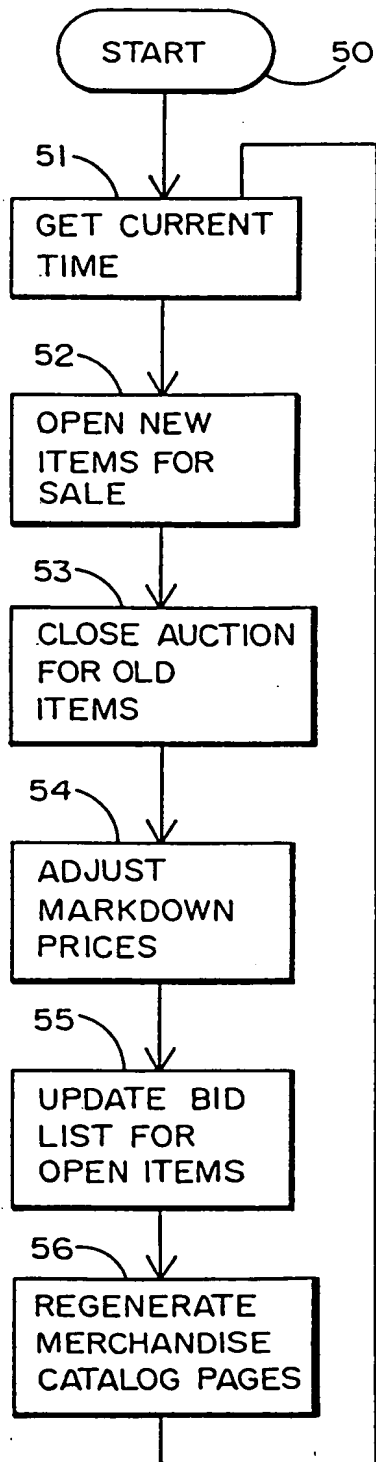 START
50
51
GET CURRENT
TIME
52
OPEN NEW
ITEMS FOR
SALE
53
CLOSE AUCTION
FOR OLD
ITEMS
54
ADJUST
MARKDOWN
PRICES
55
UPDATE BID
LIST FOR
OPEN ITEMS
56
REGENERATE
MERCHANDISE
CATALOG PAGES